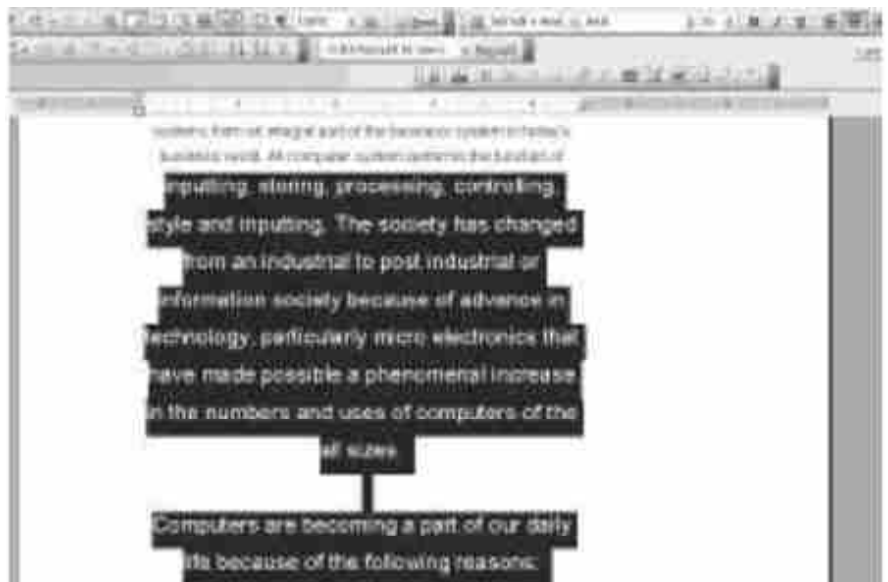 systems form an integral part of the business system in today's
business world. All computer system performs the function of
inputting, storing, processing, controlling,
style and inputting. The society has changed
from an industrial to post industrial or
information society because of advance in
technology, particularly micro electronics that
have made possible a phenomenal increase
in the numbers and uses of computers of the
all sizes.
Computers are becoming a part of our daily
life because of the following reasons: